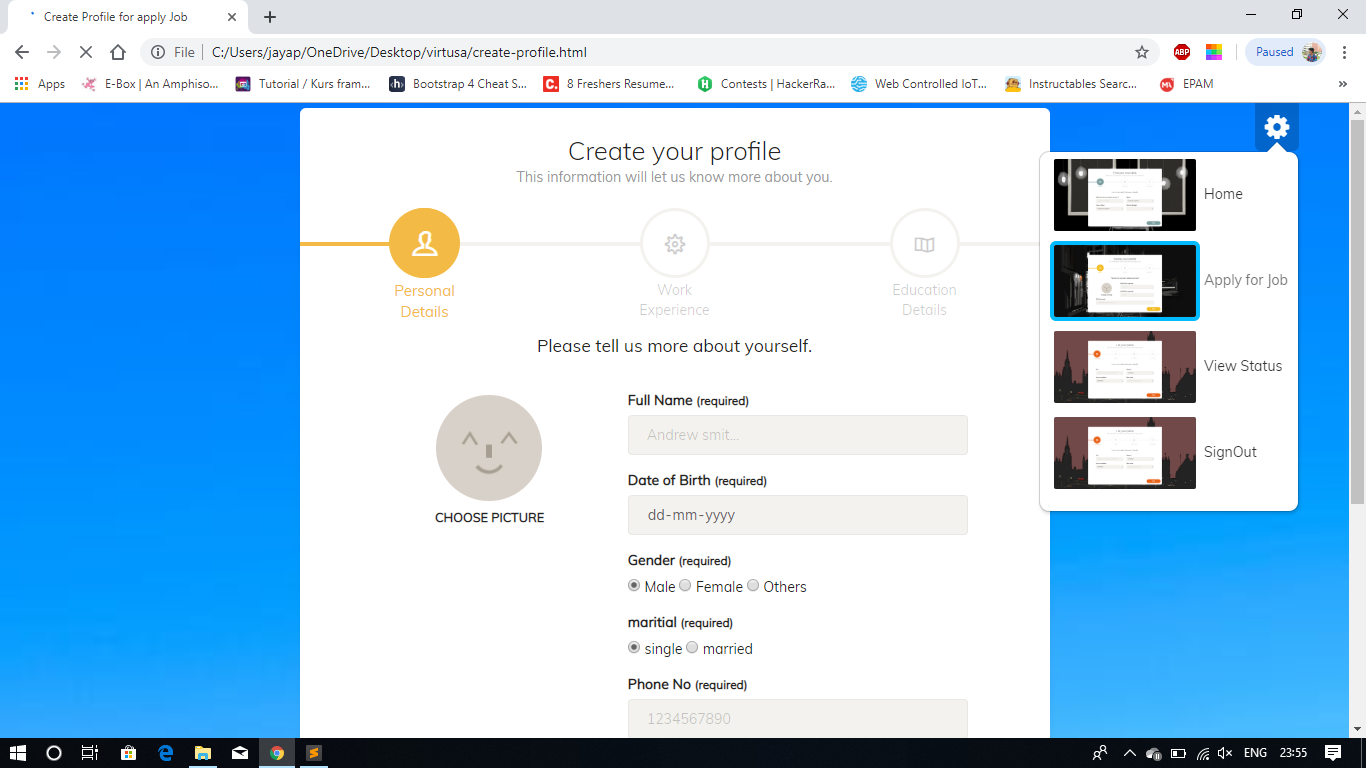 Create Profile for apply Job
File
C:/Users/jayap/OneDrive/Desktop/virtusa/create-profile.html
ABP
Paused
Apps
E-Box | An Amphiso...
Tutorial / Kurs fram...
Bootstrap 4 Cheat S...
8 Freshers Resume...
Contests | HackerRa...
Web Controlled IoT...
Instructables Searc...
EPAM
Create your profile
This information will let us know more about you.
Personal
Details
Work
Experience
Education
Details
Please tell us more about yourself.
CHOOSE PICTURE
Full Name (required)
Andrew smit...
Date of Birth (required)
dd-mm-yyyy
Gender (required)
Male Female Others
maritial (required)
single married
Phone No (required)
1234567890
Home
Apply for Job
View Status
SignOut
ENG
23:55